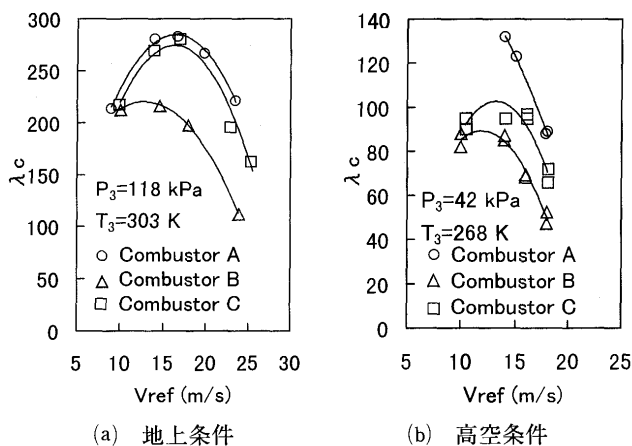 300
250
200
150
100
50
0
λc
P3=118 kPa
T3=303 K
Combustor A
Combustor B
Combustor C
5 10 15 20 25 30
Vref (m/s)
(a) 地上条件
140
120
100
80
60
40
20
0
λc
P3=42 kPa
T3=268 K
Combustor A
Combustor B
Combustor C
5 10 15 20 25
Vref (m/s)
(b) 高空条件